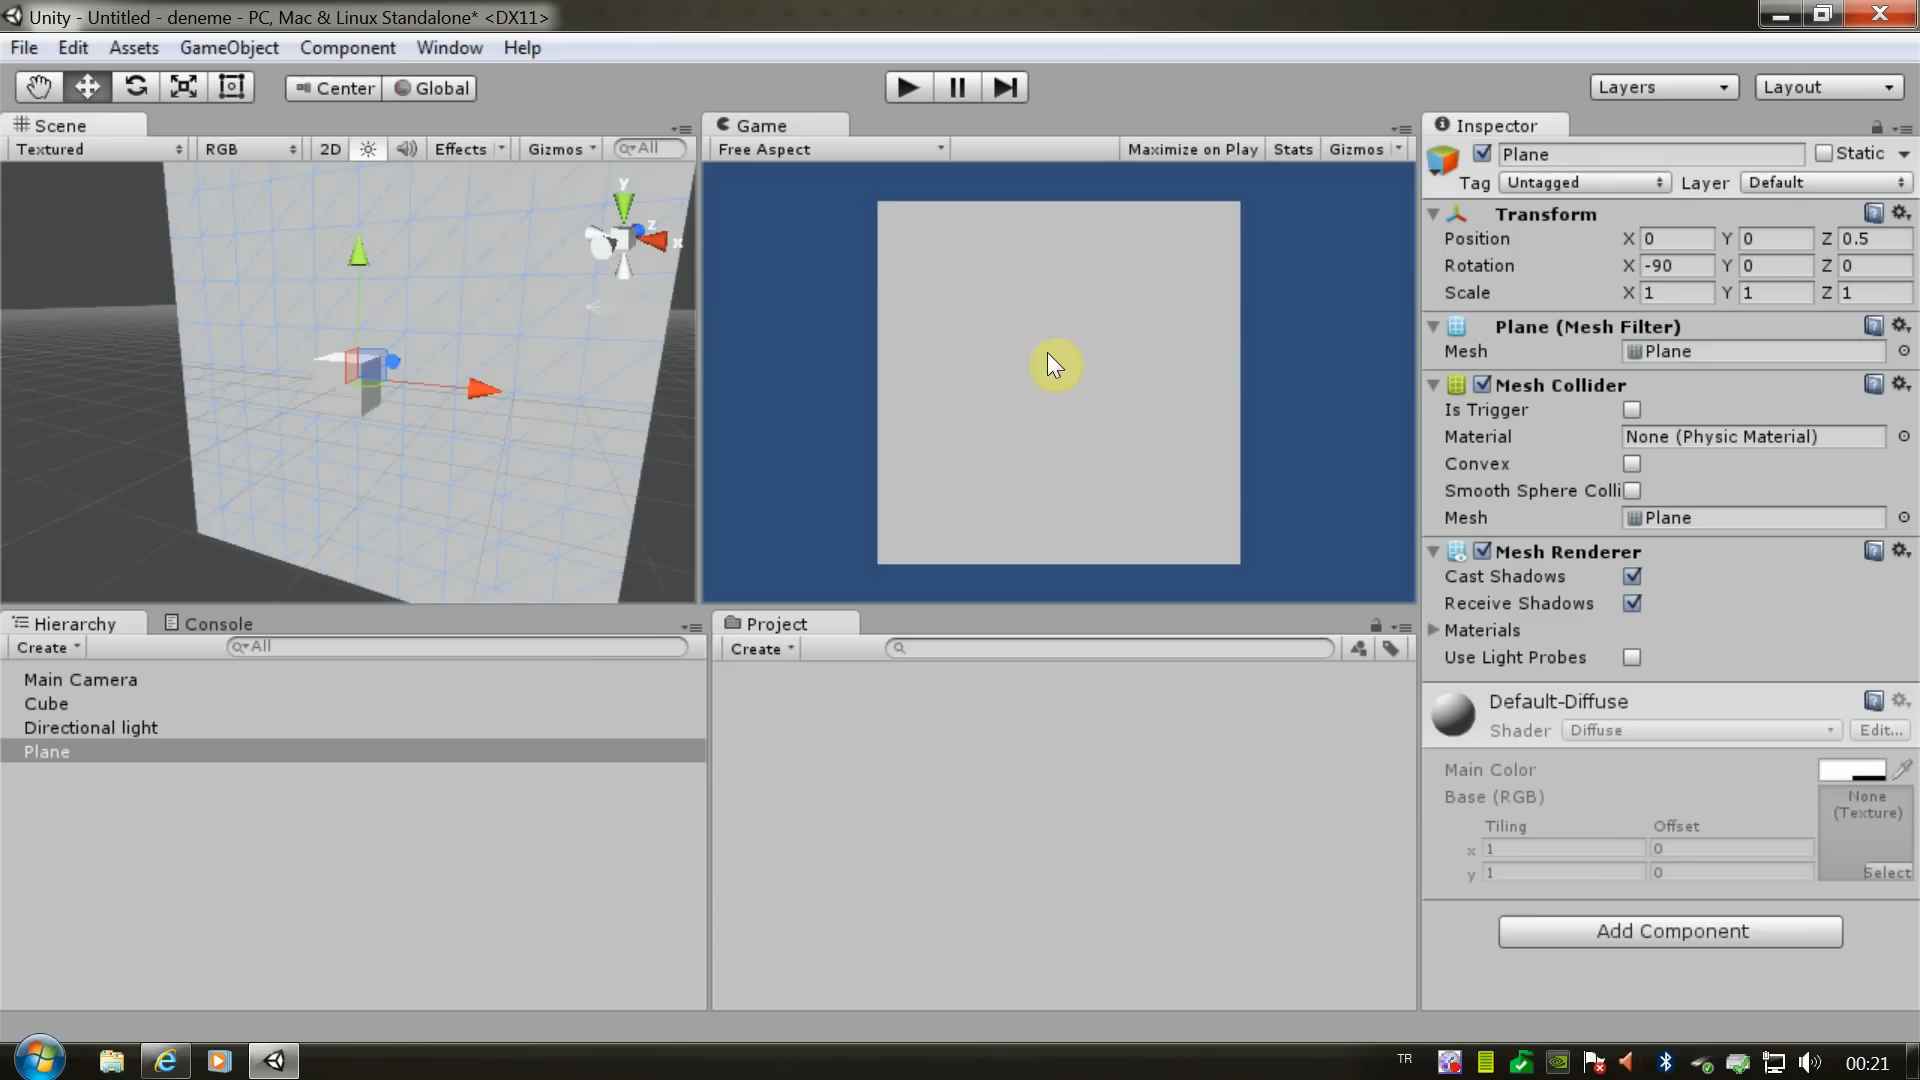 Unity - Untitled - deneme - PC, Mac & Linux Standalone* <DX11>
File Edit Assets GameObject Component Window Help
Center Global Layers Layout
Scene
Textured RGB 2D Effects Gizmos All
y
z
x
Game
Free Aspect Maximize on Play Stats Gizmos
Inspector
Plane Static
Tag Untagged Layer Default
Transform
Position X 0 Y 0 Z 0.5
Rotation X -90 Y 0 Z 0
Scale X 1 Y 1 Z 1
Plane (Mesh Filter)
Mesh Plane
Mesh Collider
Is Trigger
Material None (Physic Material)
Convex
Smooth Sphere Colli
Mesh Plane
Mesh Renderer
Cast Shadows
Receive Shadows
Materials
Use Light Probes
Default-Diffuse
Shader Diffuse Edit...
Main Color
Base (RGB)
None
(Texture)
Tiling Offset
x 1 0
y 1 0
Select
Add Component
Hierarchy Console
Create All
Main Camera
Cube
Directional light
Plane
Project
Create
TR 00:21